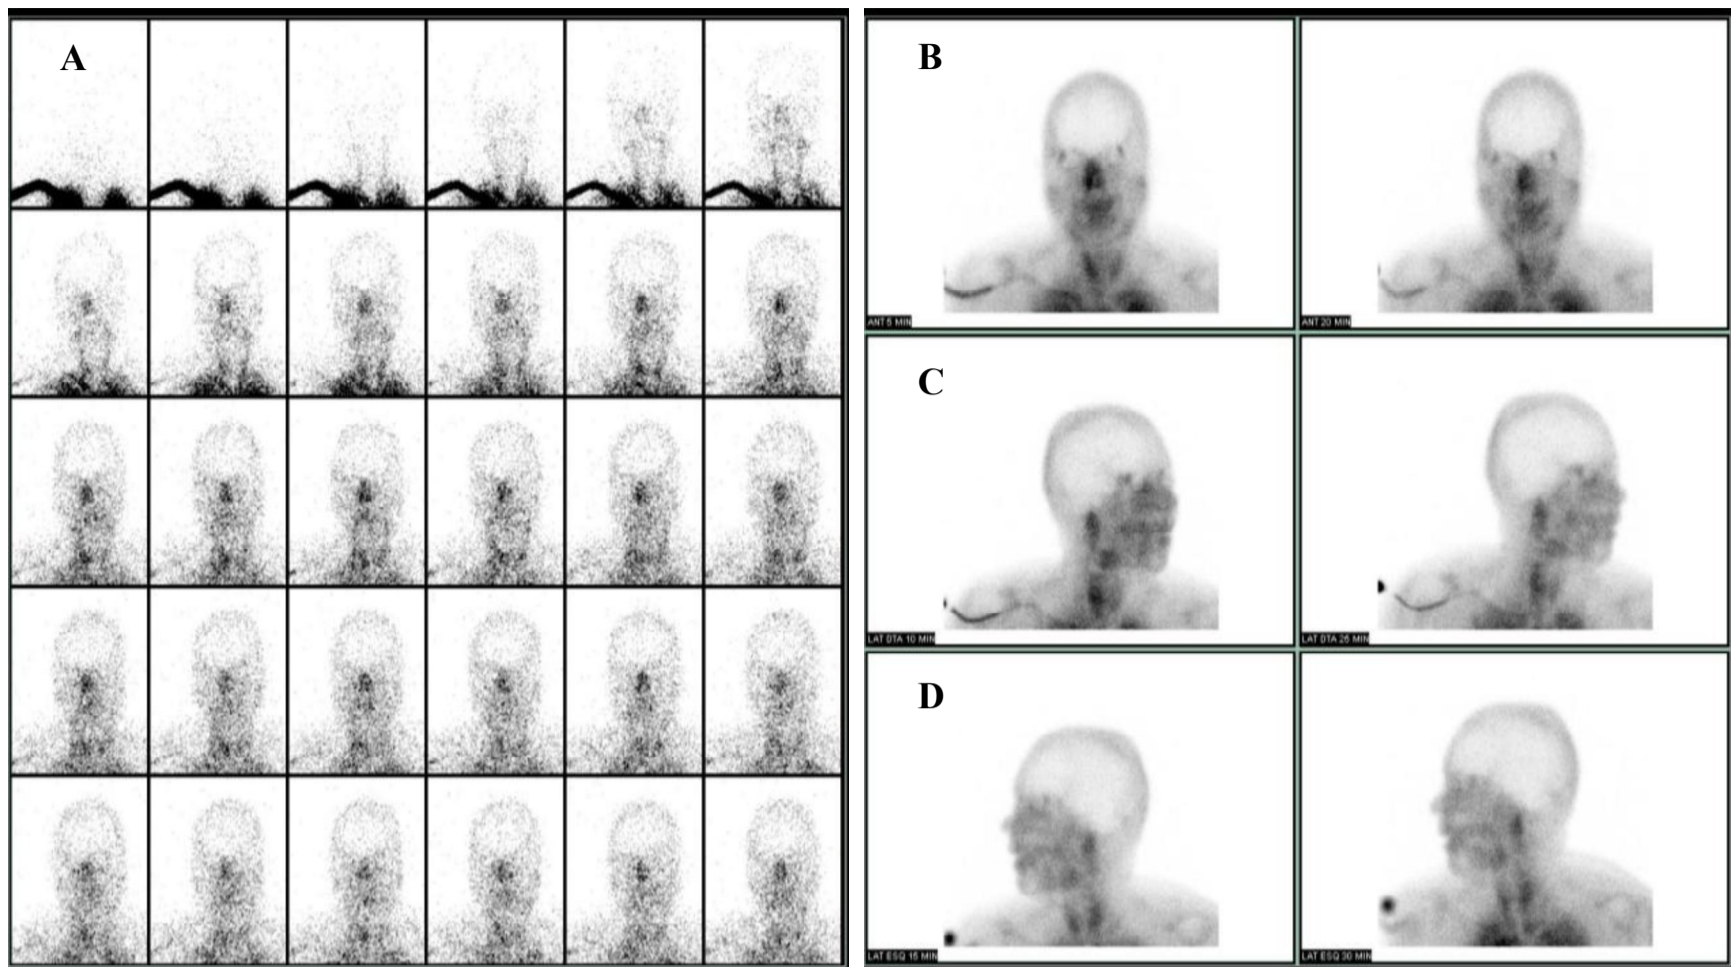 A
B
ANT 5 MIN
ANT 20 MIN
C
LAT DTA 10 MIN
LAT DTA 25 MIN
D
LAT ESQ 15 MIN
LAT ESQ 30 MIN